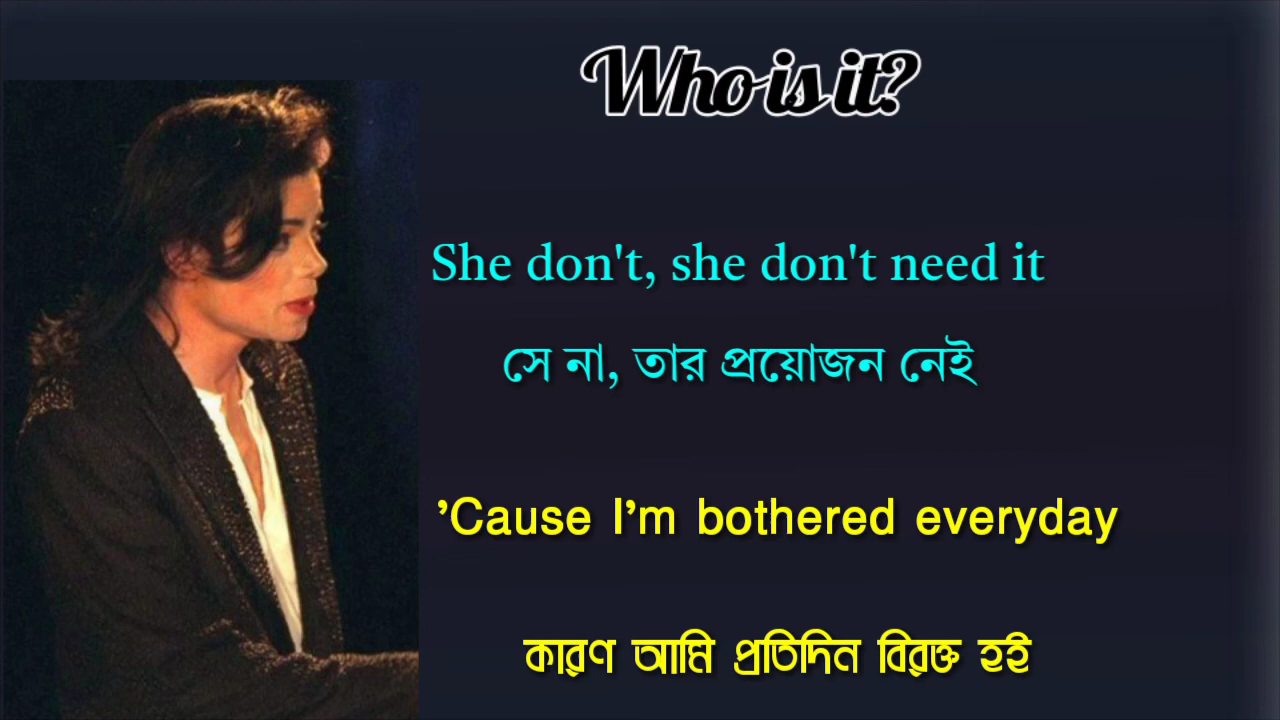 Who is it?
She don't, she don't need it
সে না, তার প্রয়োজন নেই
’Cause I’m bothered everyday
কারণ আমি প্রতিদিন বিরক্ত হই